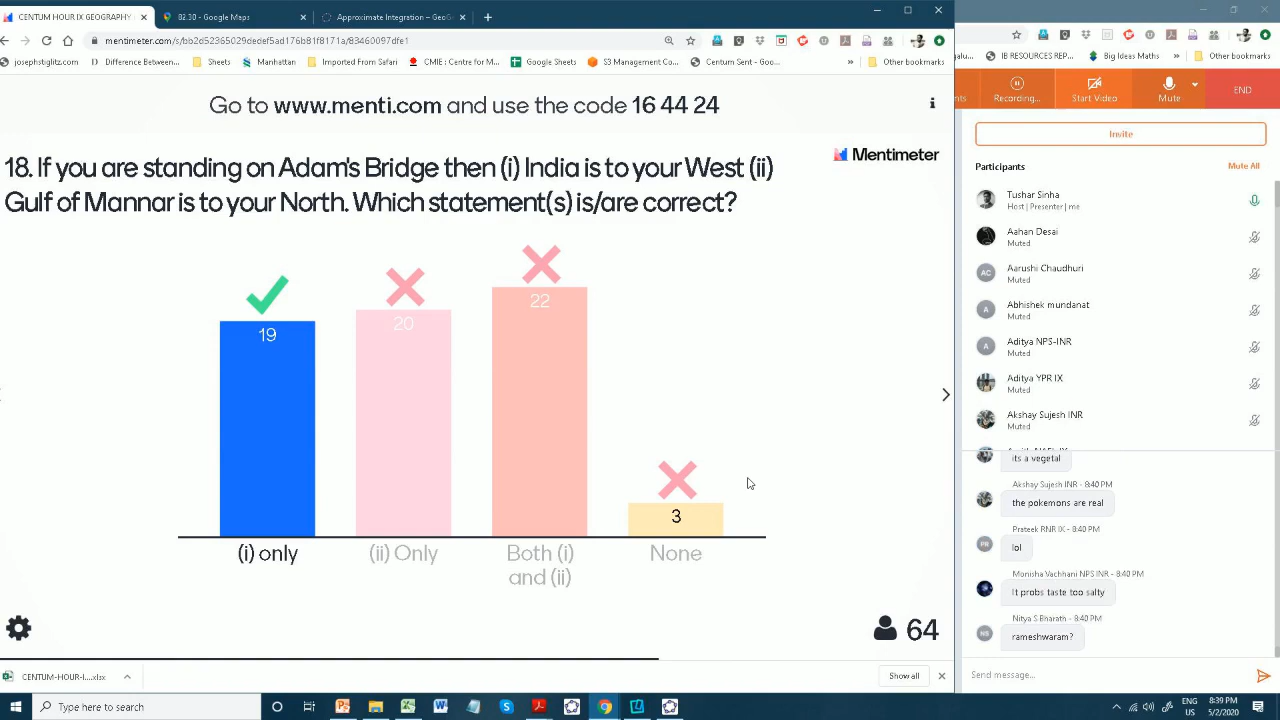 CENTUM HOUR IX GEOGRAPHY
82.30 - Google Maps
Approximate Integration – GeoG
mentimeter.com/s/bb2d52365029dedef5ad176b81f8171a/83460097dfe1
josephstiglitz.com
Difference Between...
Sheets
Manhattan
Imported From Safari
CMIE : Centre for M...
Google Sheets
S3 Management Co...
Centum Sent - Goo...
»
Other bookmarks
IB RESOURCES REP...
Big Ideas Maths
»
Other bookmarks
Go to www.menti.com and use the code 16 44 24
Mentimeter
18. If you are standing on Adam's Bridge then (i) India is to your West (ii)
Gulf of Mannar is to your North. Which statement(s) is/are correct?
19
20
22
3
(i) only
(ii) Only
Both (i)
and (ii)
None
64
CENTUM-HOUR-I....xlsx
Show all
Recording...
Start Video
Mute
END
Invite
Participants
Mute All
Tushar Sinha
Host | Presenter | me
Aahan Desai
Muted
AC
Aarushi Chaudhuri
Muted
A
Abhishek mundanat
Muted
A
Aditya NPS-INR
Muted
Aditya YPR IX
Muted
Akshay Sujesh INR
Muted
its a vegetal
Akshay Sujesh INR - 8:40 PM
the pokemons are real
Prateek RNR IX - 8:40 PM
PR
lol
Monisha Vachhani NPS INR - 8:40 PM
It probs taste too salty
Nitya S Bharath - 8:40 PM
NS
rameshwaram?
Send message...
Type here to search
ENG
US
8:39 PM
5/2/2020